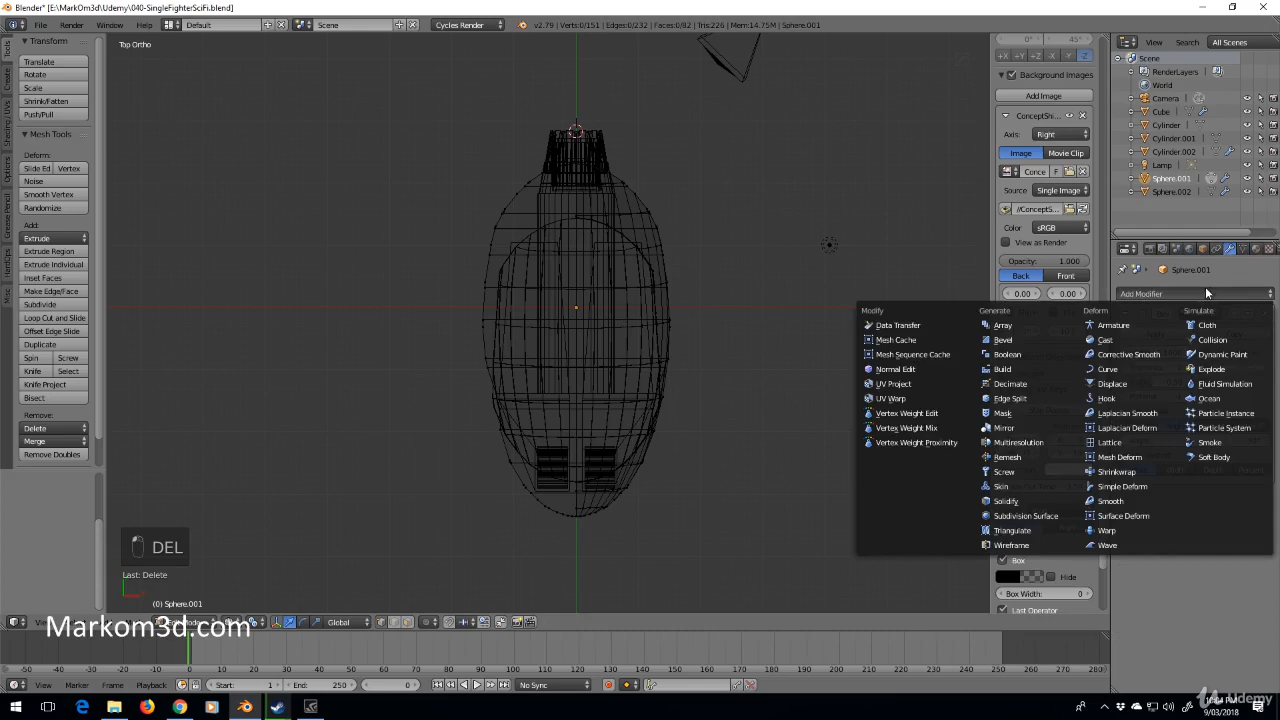 Blender* [E:\MarkOm3d\Udemy\040-SingleFighterSciFi.blend]
File Render Window Help Default Scene Cycles Render v2.79 | Verts:0/151 | Edges:0/232 | Faces:0/82 | Tris:226 | Mem:14.75M | Sphere.001
View Search All Scenes
Tools
Create
Shading/UVs
Options
Grease Pencil
HairOps
Misc
Transform
Translate
Rotate
Scale
Shrink/Fatten
Push/Pull
Mesh Tools
Deform:
Slide Ed Vertex
Noise
Smooth Vertex
Randomize
Add:
Extrude
Extrude Region
Extrude Individual
Inset Faces
Make Edge/Face
Subdivide
Loop Cut and Slide
Offset Edge Slide
Duplicate
Spin Screw
Knife Select
Knife Project
Bisect
Remove:
Delete
Merge
Remove Doubles
Top Ortho
DEL
Last: Delete
(0) Sphere.001
0° 45°
+X +Y +Z -X -Y -Z
Background Images
Add Image
ConceptShi
Axis: Right
Image Movie Clip
Conce F
Source: Single Image
//ConceptS...
Color sRGB
View as Render
Opacity: 1.000
Back Front
0.00 0.00
Box
Hide
Box Width: 0
Last Operator
Scene
RenderLayers
World
Camera
Cube
Cylinder
Cylinder.001
Cylinder.002
Lamp
Sphere.001
Sphere.002
Sphere.001
Add Modifier
Modify
Data Transfer
Mesh Cache
Mesh Sequence Cache
Normal Edit
UV Project
UV Warp
Vertex Weight Edit
Vertex Weight Mix
Vertex Weight Proximity
Generate
Array
Bevel
Boolean
Build
Decimate
Edge Split
Mask
Mirror
Multiresolution
Remesh
Screw
Skin
Solidify
Subdivision Surface
Triangulate
Wireframe
Deform
Armature
Cast
Corrective Smooth
Curve
Displace
Hook
Laplacian Smooth
Laplacian Deform
Lattice
Mesh Deform
Shrinkwrap
Simple Deform
Smooth
Surface Deform
Warp
Wave
Simulate
Cloth
Collision
Dynamic Paint
Explode
Fluid Simulation
Ocean
Particle Instance
Particle System
Smoke
Soft Body
Global
Markom3d.com
-50 -40 -30 -20 -10 0 10 20 30 40 50 60 70 80 90 100 110 120 130 140 150 160 170 180 190 200 210 220 230 240 250 260 270 280
View Marker Frame Playback Start: 1 End: 250 0 No Sync
Udemy
9/03/2018